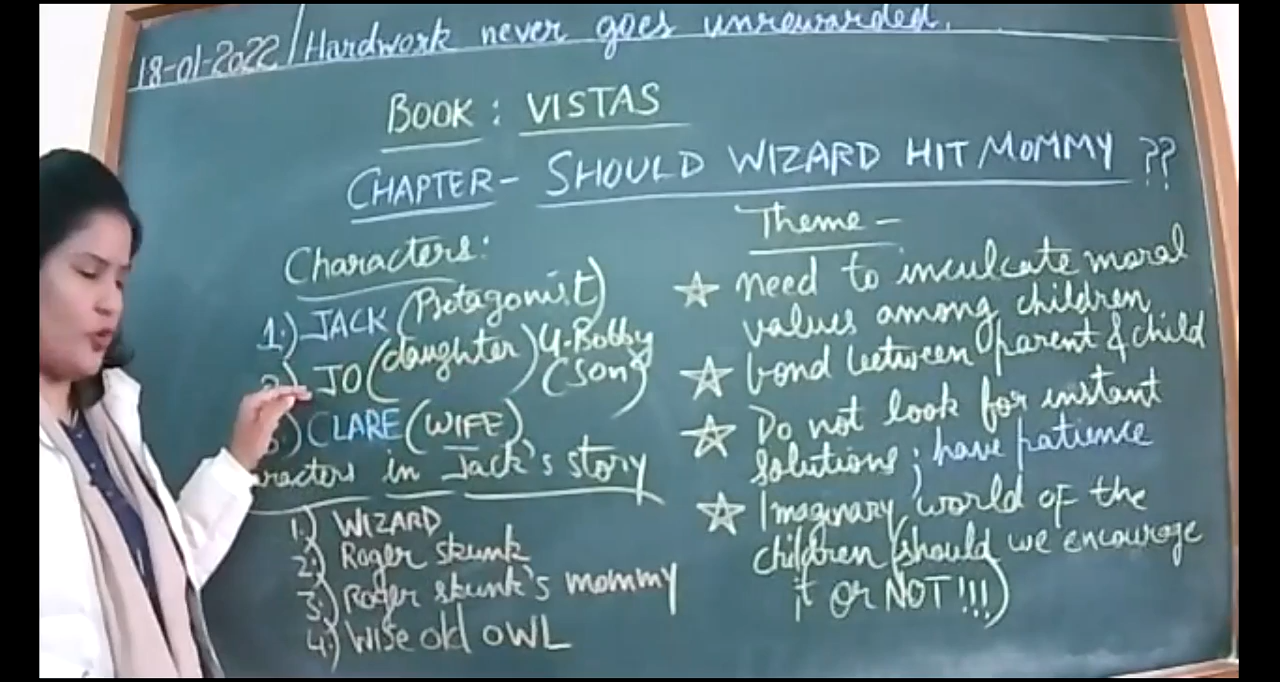 18-01-2022/Hardwork never goes unrewarded.
BOOK : VISTAS
CHAPTER- SHOULD WIZARD HIT MOMMY ??
Characters:
1.) JACK (Protagonist)
2.) JO (daughter) 4.Bobby
(son)
3.) CLARE (WIFE)
aracters in Jack's story
1.) WIZARD
2.) Roger skunk
3.) Roger skunk's mommy
4.) Wise old OWL
Theme -
☆ need to inculcate moral
values among children
☆ bond between parent & child
☆ Do not look for instant
solutions; have patience
☆ Imaginary world of the
children (should we encourage
it or NOT!!!)